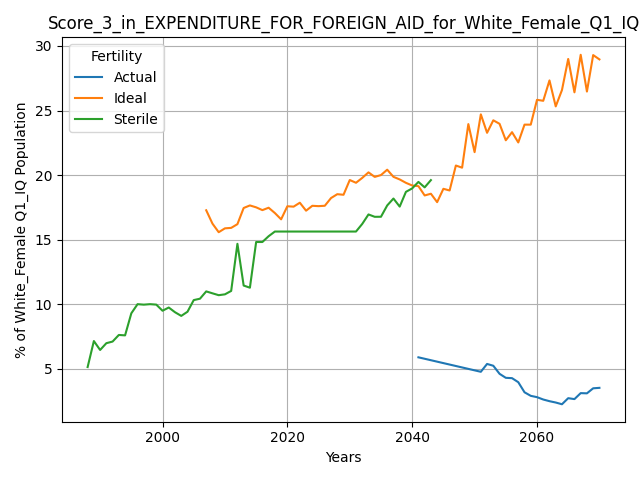 Score_3_in_EXPENDITURE_FOR_FOREIGN_AID_for_White_Female_Q1_IQ
Fertility
Actual
Ideal
Sterile
% of White_Female Q1_IQ Population
30
25
20
15
10
5
2000
2020
2040
2060
Years